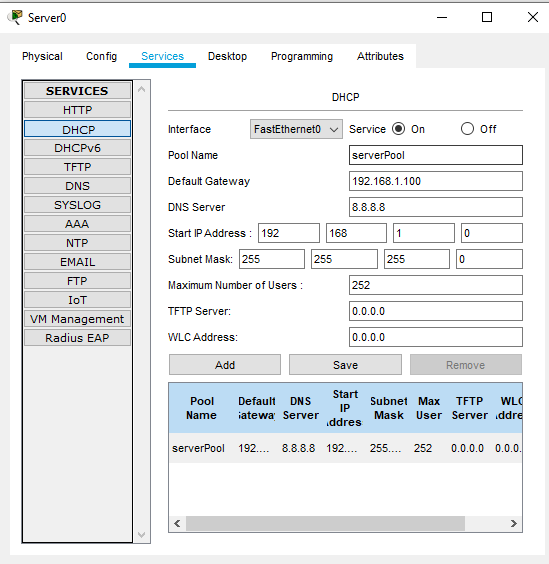 Server0
Physical Config Services Desktop Programming Attributes
SERVICES
HTTP
DHCP
DHCPv6
TFTP
DNS
SYSLOG
AAA
NTP
EMAIL
FTP
IoT
VM Management
Radius EAP
DHCP
Interface FastEthernet0 Service On Off
Pool Name serverPool
Default Gateway 192.168.1.100
DNS Server 8.8.8.8
Start IP Address : 192 168 1 0
Subnet Mask: 255 255 255 0
Maximum Number of Users : 252
TFTP Server: 0.0.0.0
WLC Address: 0.0.0.0
Add Save Remove
Pool Name Default Gateway DNS Server Start IP Address Subnet Mask Max User TFTP Server WLC Address
serverPool 192.... 8.8.8.8 192.... 255.... 252 0.0.0.0 0.0.0.